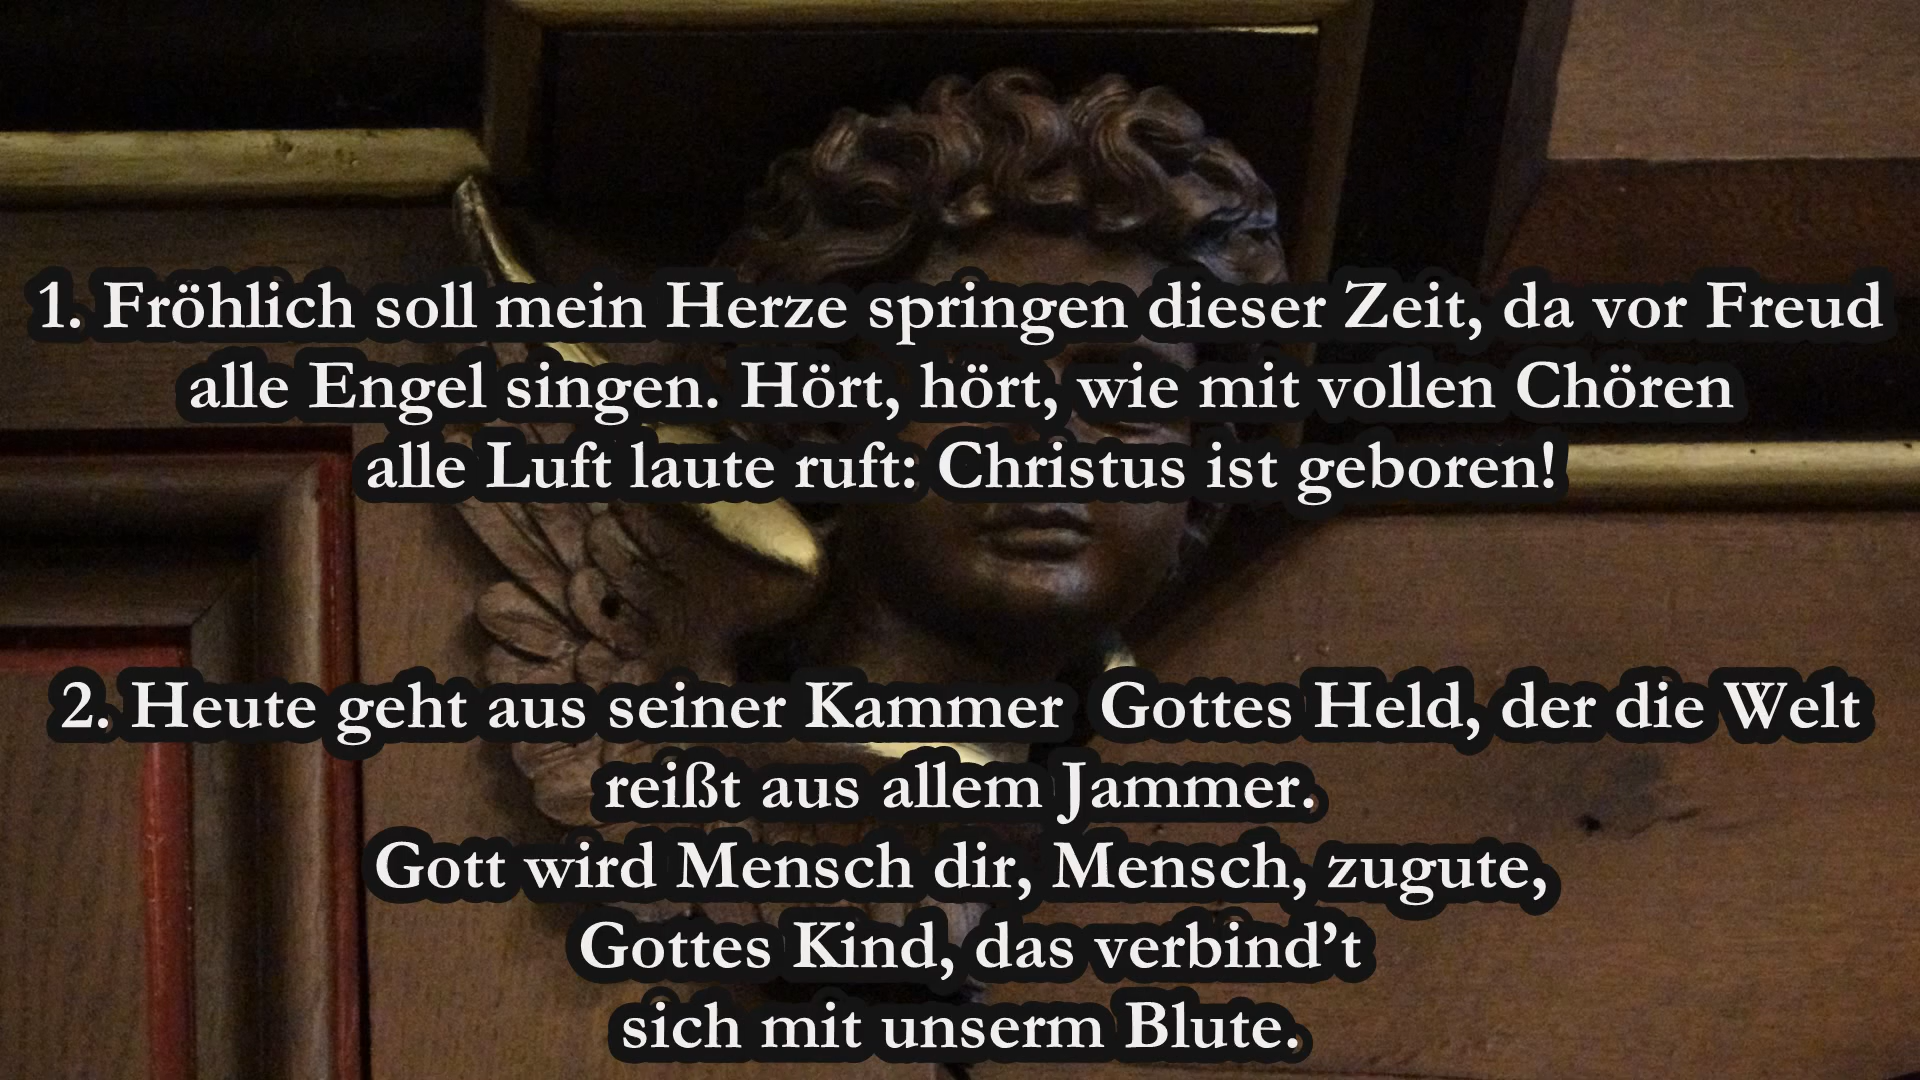 1. Fröhlich soll mein Herze springen dieser Zeit, da vor Freud
alle Engel singen. Hört, hört, wie mit vollen Chören
alle Luft laute ruft: Christus ist geboren!
2. Heute geht aus seiner Kammer  Gottes Held, der die Welt
reißt aus allem Jammer.
Gott wird Mensch dir, Mensch, zugute,
Gottes Kind, das verbind’t
sich mit unserm Blute.